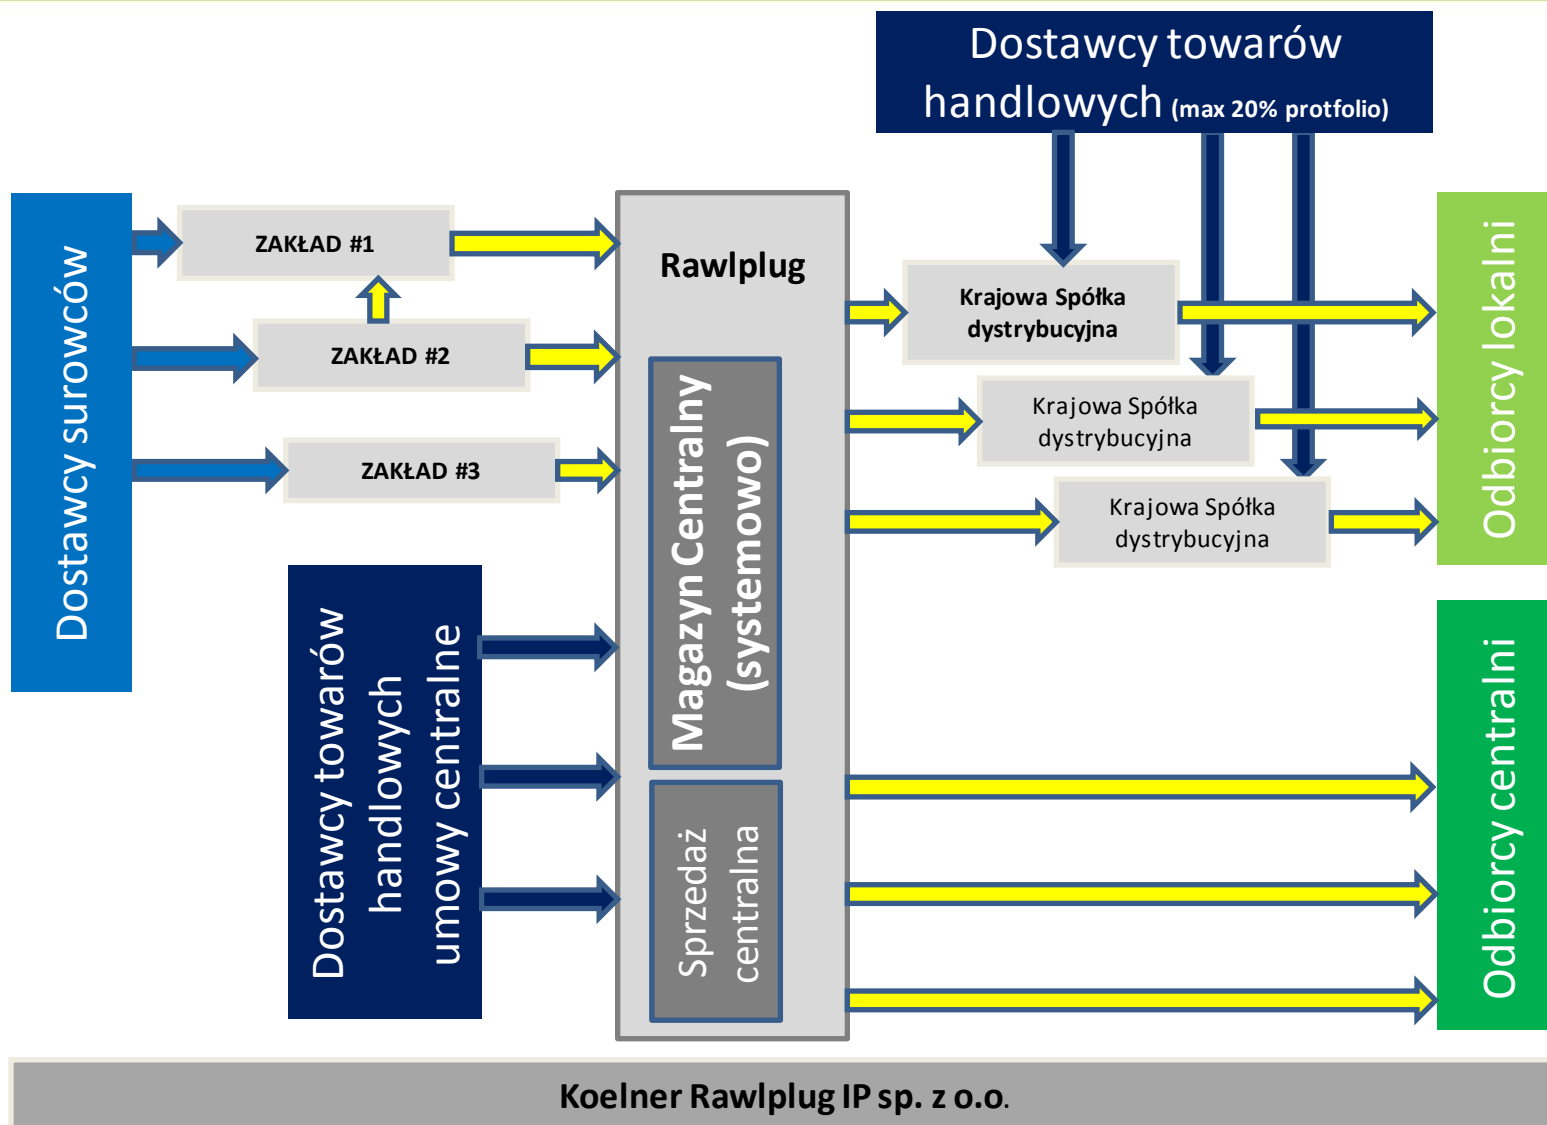 Dostawcy towarów
handlowych (max 20% protfolio)
Dostawcy surowców
ZAKŁAD #1
ZAKŁAD #2
ZAKŁAD #3
Dostawcy towarów
handlowych
umowy centralne
Rawlplug
Magazyn Centralny
(systemowo)
Sprzedaż
centralna
Krajowa Spółka
dystrybucyjna
Krajowa Spółka
dystrybucyjna
Krajowa Spółka
dystrybucyjna
Odbiorcy lokalni
Odbiorcy centralni
Koelner Rawlplug IP sp. z o.o.